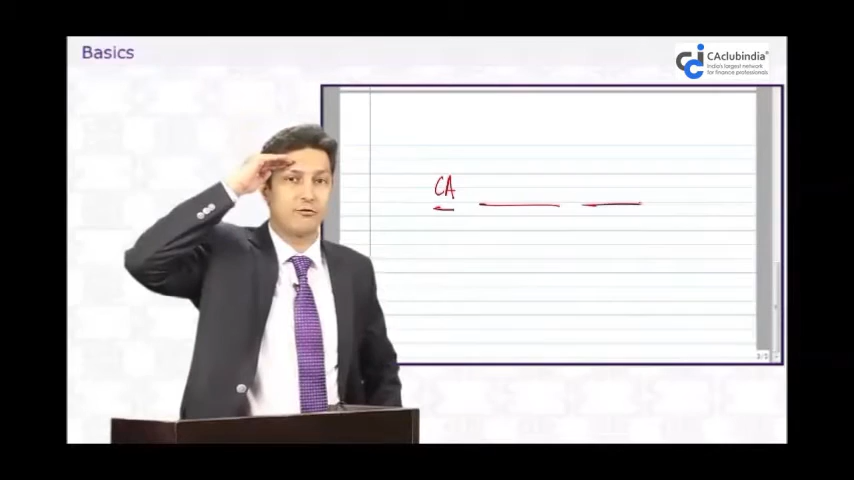 Basics
CAclubindia®
India's largest network
for finance professionals
CA